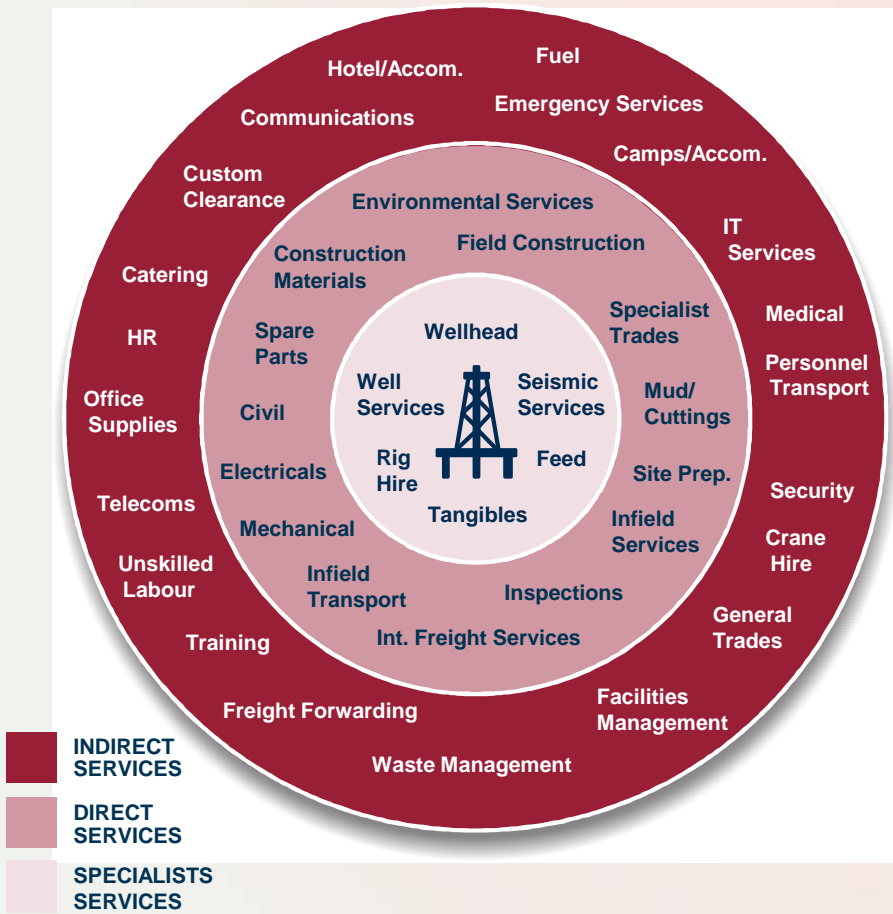 Fuel
Hotel/Accom.
Emergency Services
Communications
Camps/Accom.
Custom
Clearance
IT
Services
Catering
Medical
HR
Personnel
Transport
Office
Supplies
Security
Telecoms
Crane
Hire
Unskilled
Labour
General
Trades
Training
Freight Forwarding
Facilities
Management
Waste Management
Environmental Services
Field Construction
Construction
Materials
Specialist
Trades
Spare
Parts
Mud/
Cuttings
Civil
Electricals
Site Prep.
Mechanical
Infield
Services
Infield
Transport
Inspections
Int. Freight Services
Wellhead
Well
Services
Seismic
Services
Rig
Hire
Feed
Tangibles
INDIRECT
SERVICES
DIRECT
SERVICES
SPECIALISTS
SERVICES